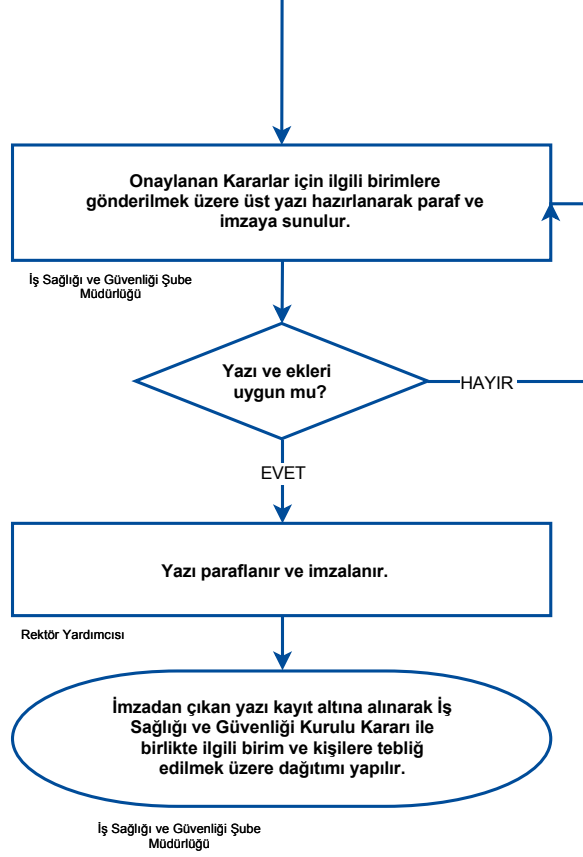 Onaylanan Kararlar için ilgili birimlere
gönderilmek üzere üst yazı hazırlanarak paraf ve
imzaya sunulur.
İş Sağlığı ve Güvenliği Şube
Müdürlüğü
Yazı ve ekleri
uygun mu?
HAYIR
EVET
Yazı paraflanır ve imzalanır.
Rektör Yardımcısı
İmzadan çıkan yazı kayıt altına alınarak İş
Sağlığı ve Güvenliği Kurulu Kararı ile
birlikte ilgili birim ve kişilere tebliğ
edilmek üzere dağıtımı yapılır.
İş Sağlığı ve Güvenliği Şube
Müdürlüğü